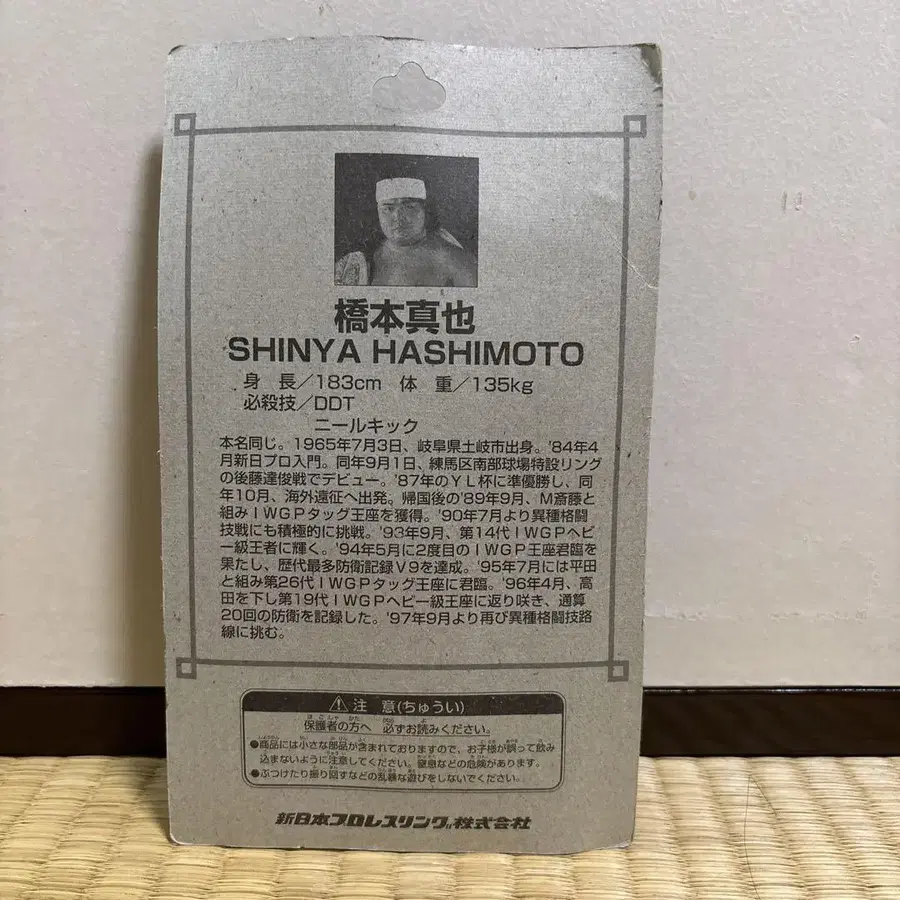 橋本真也
SHINYA HASHIMOTO
身 長/183cm 体 重/135kg
必殺技/DDT
ニールキック
本名同じ。1965年7月3日、岐阜県土岐市出身。'84年4
月新日プロ入門。同年9月1日、練馬区南部球場特設リング
の後藤達俊戦でデビュー。'87年のYL杯に準優勝し、同
年10月、海外遠征へ出発。帰国後の'89年9月、M斎藤と
組みIWGPタッグ王座を獲得。'90年7月より異種格闘
技戦にも積極的に挑戦。'93年9月、第14代IWGPヘビ
ー級王者に輝く。'94年5月に2度目のIWGP王座君臨を
果たし、歴代最多防衛記録V9を達成。'95年7月には平田
と組み第26代IWGPタッグ王座に君臨。'96年4月、高
田を下し第19代IWGPヘビー級王座に返り咲き、通算
20回の防衛を記録した。'97年9月より再び異種格闘技路
線に挑む。
注 意(ちゅうい)
保護者の方へ 必ずお読みください。
●商品には小さな部品が含まれておりますので、お子様が誤って飲み
込まないように注意してください。窒息などの危険があります。
●ぶつけたり振り回すなどの乱暴な遊びをしないでください。
新日本プロレスリング株式会社